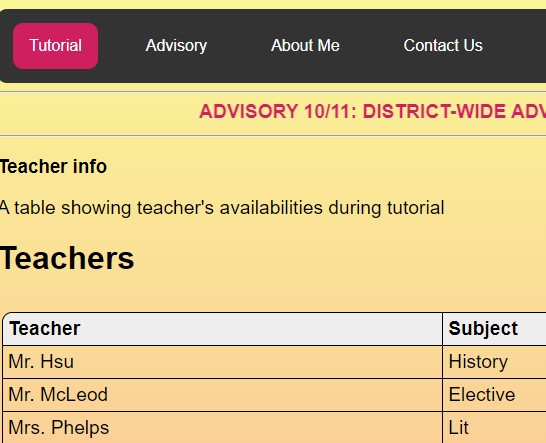 Tutorial Advisory About Me Contact Us
ADVISORY 10/11: DISTRICT-WIDE ADV
Teacher info
A table showing teacher's availabilities during tutorial
Teachers
Teacher Subject
Mr. Hsu History
Mr. McLeod Elective
Mrs. Phelps Lit